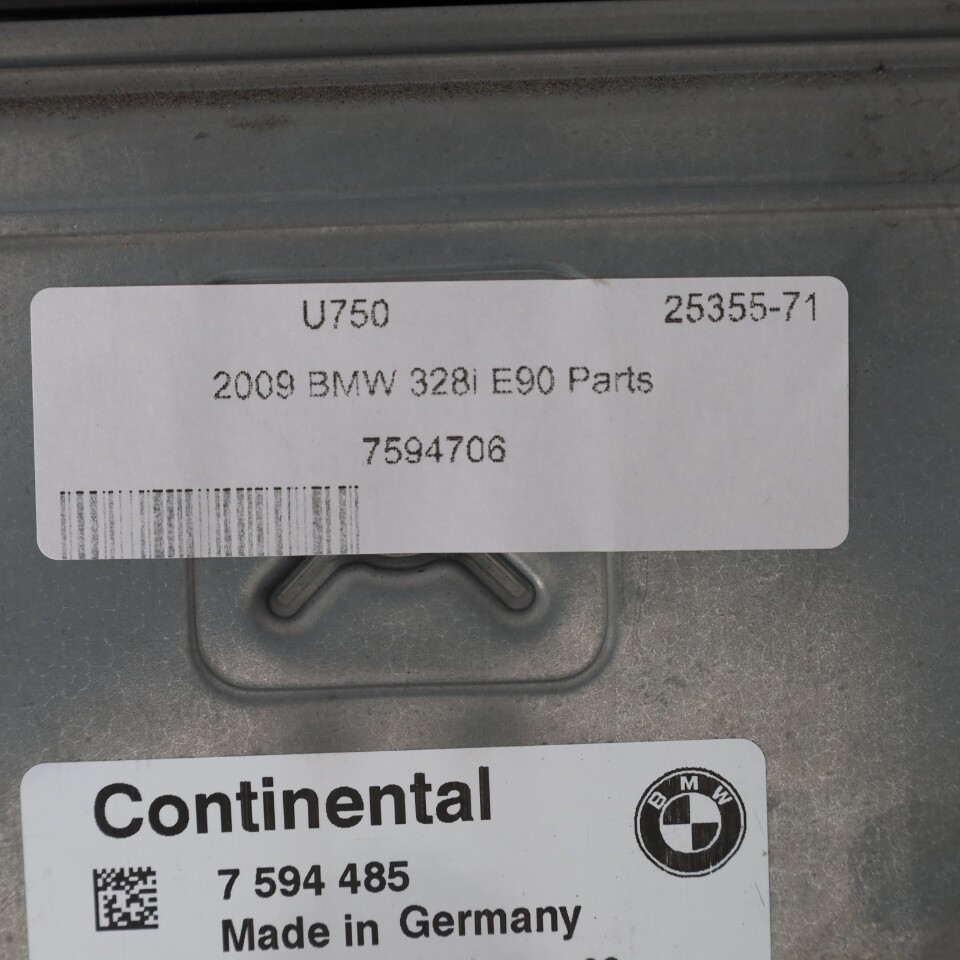 U750 25355-71
2009 BMW 328i E90 Parts
7594706
Continental
BMW
7 594 485
Made in Germany